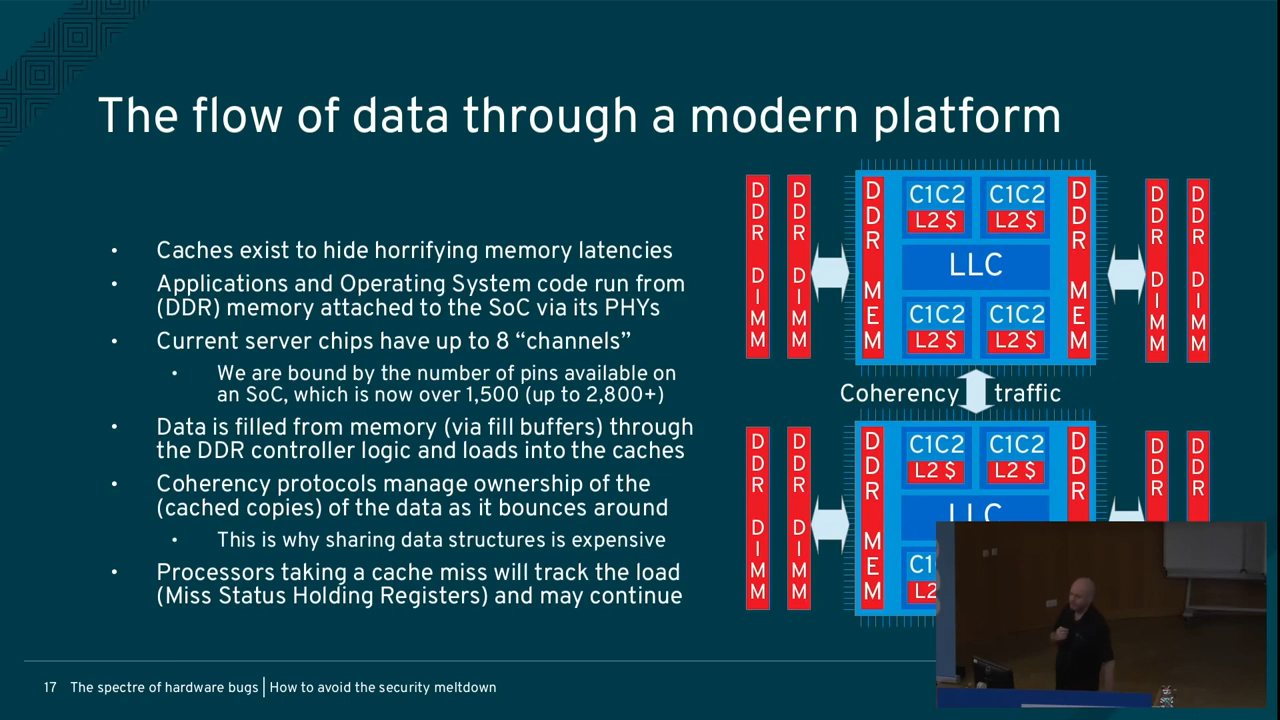 The flow of data through a modern platform
• Caches exist to hide horrifying memory latencies
• Applications and Operating System code run from
(DDR) memory attached to the SoC via its PHYs
• Current server chips have up to 8 “channels”
• We are bound by the number of pins available on
an SoC, which is now over 1,500 (up to 2,800+)
• Data is filled from memory (via fill buffers) through
the DDR controller logic and loads into the caches
• Coherency protocols manage ownership of the
(cached copies) of the data as it bounces around
• This is why sharing data structures is expensive
• Processors taking a cache miss will track the load
(Miss Status Holding Registers) and may continue
DDR DIMM
DDR DIMM
DDR MEM
C1C2
L2 $
C1C2
L2 $
LLC
C1C2
L2 $
C1C2
L2 $
DDR MEM
DDR DIMM
DDR DIMM
Coherency traffic
DDR DIMM
DDR DIMM
DDR MEM
C1C2
L2 $
C1C2
L2 $
LLC
DDR
DDR
DDR
17 The spectre of hardware bugs | How to avoid the security meltdown